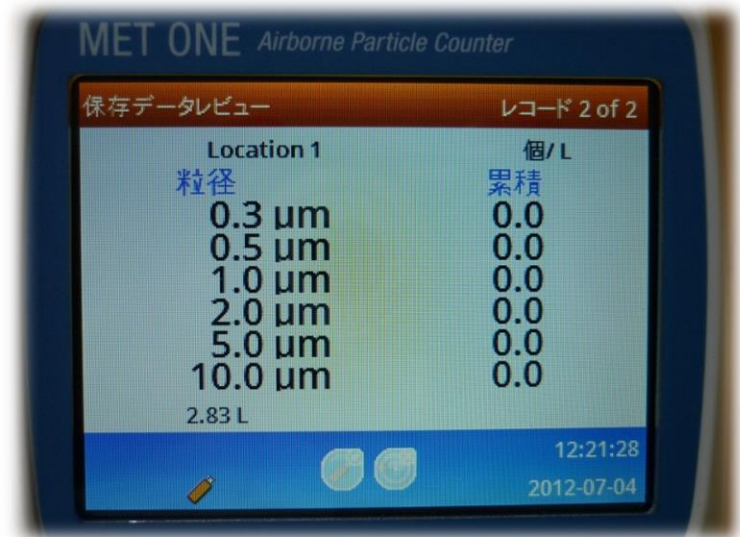 MET ONE Airborne Particle Counter
保存データレビュー レコード 2 of 2
Location 1 個/ L
粒径 累積
0.3 µm 0.0
0.5 µm 0.0
1.0 µm 0.0
2.0 µm 0.0
5.0 µm 0.0
10.0 µm 0.0
2.83 L
12:21:28
2012-07-04